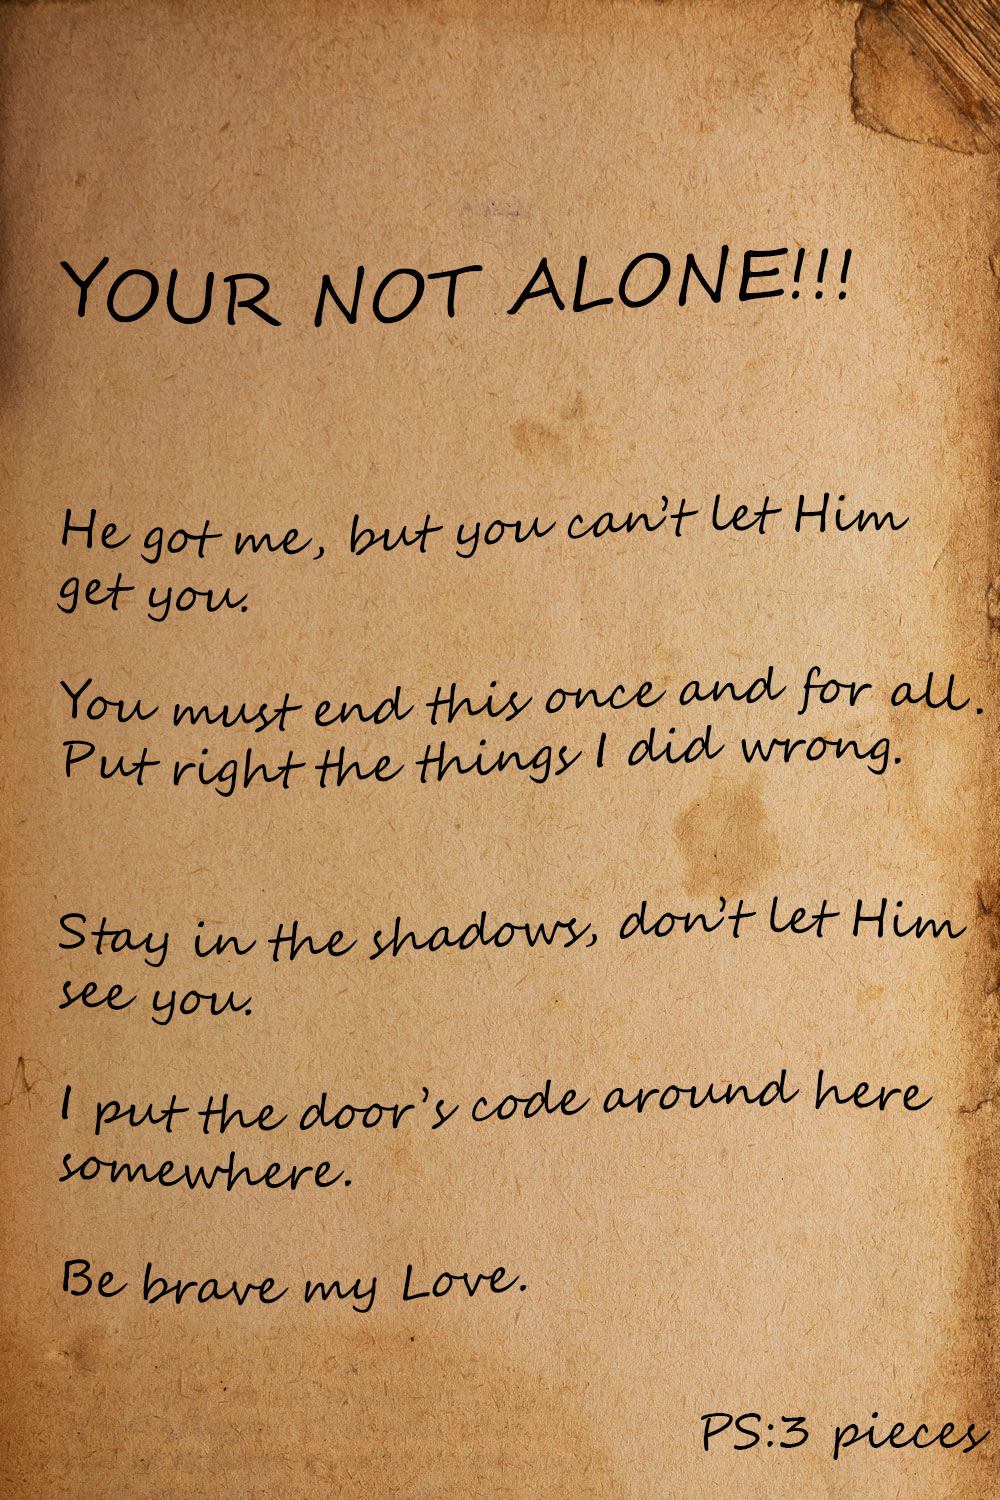 YOUR NOT ALONE!!!
He got me, but you can't let Him
get you.
You must end this once and for all.
Put right the things I did wrong.
Stay in the shadows, don't let Him
see you.
I put the door's code around here
somewhere.
Be brave my Love.
PS:3 pieces